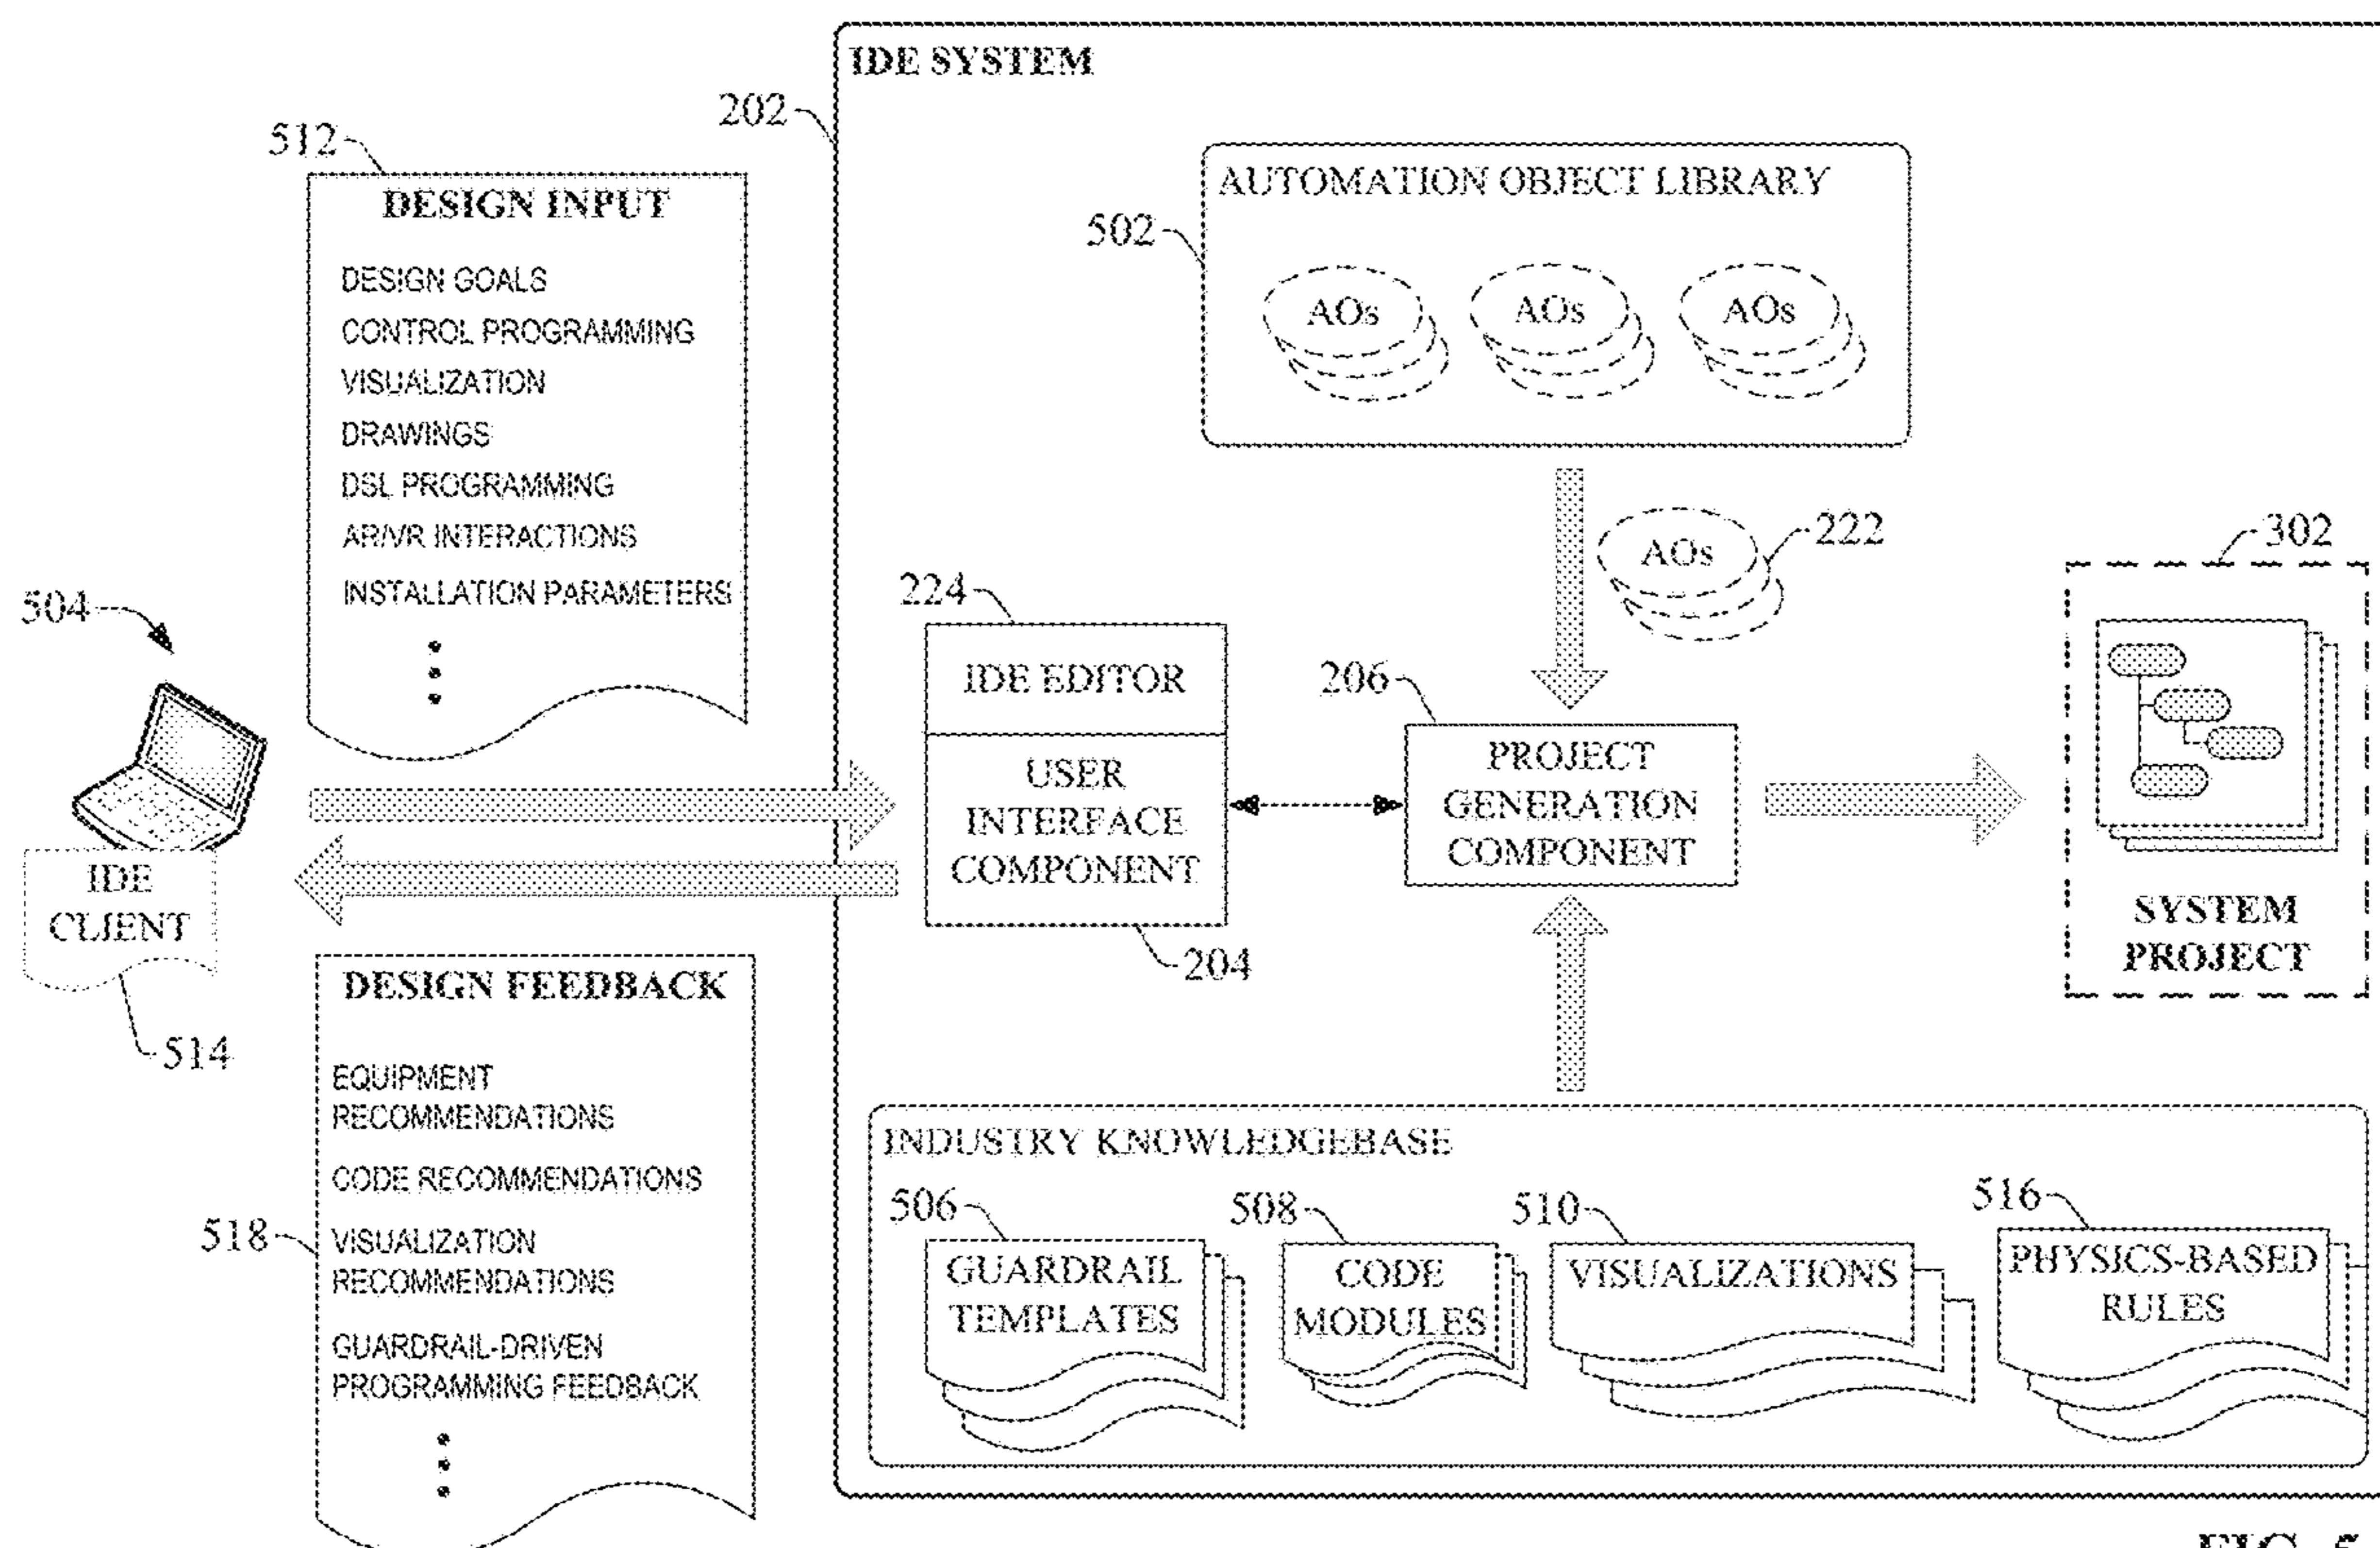 IDE SYSTEM
202
512
DESIGN INPUT
DESIGN GOALS
CONTROL PROGRAMMING
VISUALIZATION
DRAWINGS
DSL PROGRAMMING
AR/VR INTERACTIONS
INSTALLATION PARAMETERS
AUTOMATION OBJECT LIBRARY
502
AOs
AOs
AOs
AOs
222
302
504
224
IDE EDITOR
USER
INTERFACE
COMPONENT
204
206
PROJECT
GENERATION
COMPONENT
SYSTEM
PROJECT
IDE
CLIENT
514
DESIGN FEEDBACK
EQUIPMENT
RECOMMENDATIONS
CODE RECOMMENDATIONS
518
VISUALIZATION
RECOMMENDATIONS
GUARDRAIL-DRIVEN
PROGRAMMING FEEDBACK
INDUSTRY KNOWLEDGEBASE
506
GUARDRAIL
TEMPLATES
508
CODE
MODULES
510
VISUALIZATIONS
516
PHYSICS-BASED
RULES
FIG. 5